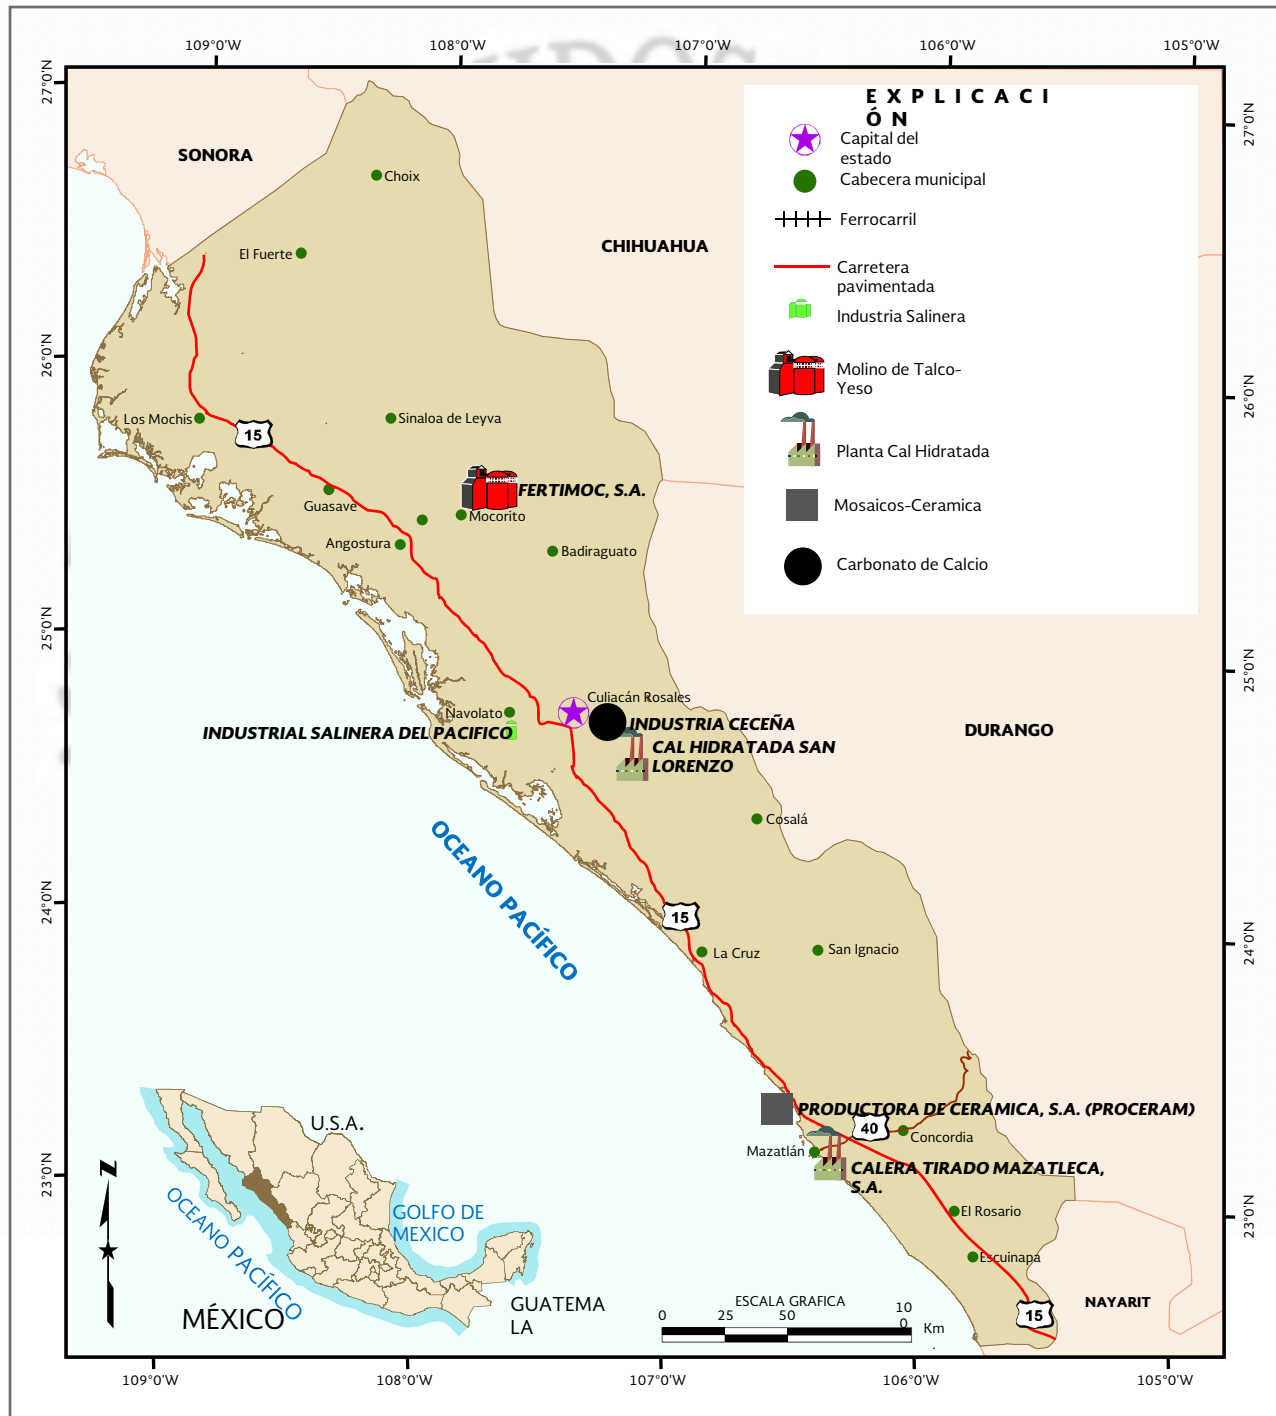 109°0'W
108°0'W
107°0'W
106°0'W
105°0'W
27°0'N
26°0'N
25°0'N
24°0'N
23°0'N
27°0'N
26°0'N
25°0'N
24°0'N
23°0'N
E X P L I C A C I
Ó N
Capital del
estado
Cabecera municipal
Ferrocarril
Carretera
pavimentada
Industria Salinera
Molino de Talco-
Yeso
Planta Cal Hidratada
Mosaicos-Ceramica
Carbonato de Calcio
SONORA
CHIHUAHUA
DURANGO
NAYARIT
Choix
El Fuerte
Los Mochis
15
Sinaloa de Leyva
FERTIMOC, S.A.
Guasave
Mocorito
Angostura
Badiraguato
Culiacán Rosales
Navolato
INDUSTRIAL SALINERA DEL PACIFICO
INDUSTRIA CECEÑA
CAL HIDRATADA SAN
LORENZO
Cosalá
OCEANO PACÍFICO
15
La Cruz
San Ignacio
PRODUCTORA DE CERAMICA, S.A. (PROCERAM)
40
Concordia
Mazatlán
CALERA TIRADO MAZATLECA,
S.A.
El Rosario
Escuinapa
15
U.S.A.
GOLFO DE
MEXICO
OCEANO PACÍFICO
MÉXICO
GUATEMA
LA
N
ESCALA GRAFICA
0
25
50
10
0
Km
109°0'W
108°0'W
107°0'W
106°0'W
105°0'W